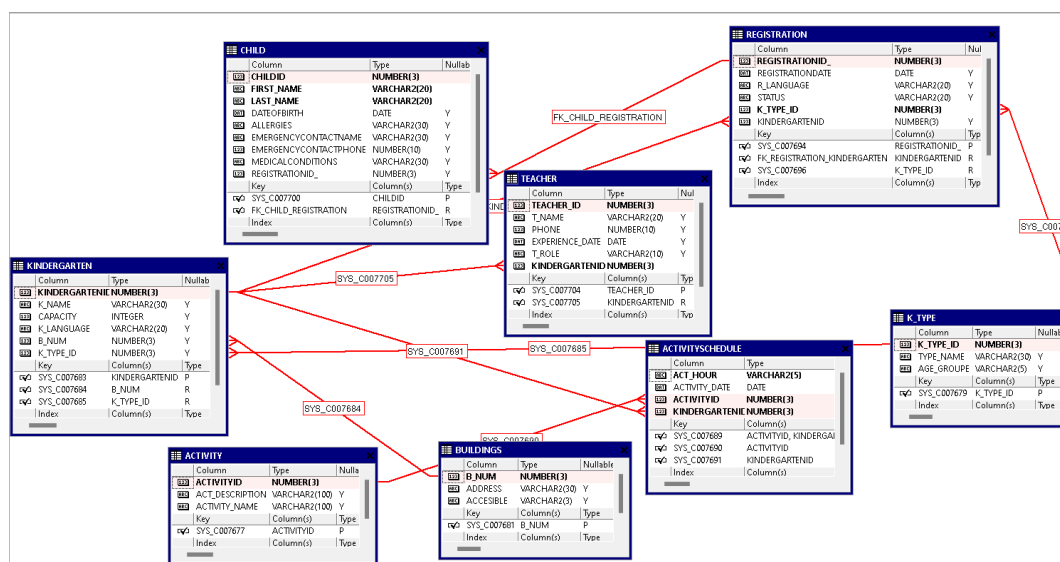 CHILD
Column Type Nullab
CHILDID NUMBER(3)
FIRST_NAME VARCHAR2(20)
LAST_NAME VARCHAR2(20)
DATEOFBIRTH DATE Y
ALLERGIES VARCHAR2(30) Y
EMERGENCYCONTACTNAME VARCHAR2(30) Y
EMERGENCYCONTACTPHONE NUMBER(10) Y
MEDICALCONDITIONS VARCHAR2(30) Y
REGISTRATIONID_ NUMBER(3) Y
Key Column(s) Type
SYS_C007700 CHILDID P
FK_CHILD_REGISTRATION REGISTRATIONID_ R
Index Column(s) Type
REGISTRATION
Column Type Nul
REGISTRATIONID_ NUMBER(3)
REGISTRATIONDATE DATE Y
R_LANGUAGE VARCHAR2(20) Y
STATUS VARCHAR2(20) Y
K_TYPE_ID NUMBER(3)
KINDERGARTENID NUMBER(3) Y
Key Column(s) Typ
SYS_C007694 REGISTRATIONID_ P
FK_REGISTRATION_KINDERGARTEN KINDERGARTENID R
SYS_C007696 K_TYPE_ID R
Index Column(s) Typ
FK_CHILD_REGISTRATION
KIND
SYS_C007
TEACHER
Column Type Nul
TEACHER_ID NUMBER(3)
T_NAME VARCHAR2(20) Y
PHONE NUMBER(10) Y
EXPERIENCE_DATE DATE Y
T_ROLE VARCHAR2(10) Y
KINDERGARTENID NUMBER(3)
Key Column(s) Typ
SYS_C007704 TEACHER_ID P
SYS_C007705 KINDERGARTENID R
Index Column(s) Typ
SYS_C007705
KINDERGARTEN
Column Type Nullab
KINDERGARTENID NUMBER(3)
K_NAME VARCHAR2(30) Y
CAPACITY INTEGER Y
K_LANGUAGE VARCHAR2(20) Y
B_NUM NUMBER(3) Y
K_TYPE_ID NUMBER(3) Y
Key Column(s) Type
SYS_C007683 KINDERGARTENID P
SYS_C007684 B_NUM R
SYS_C007685 K_TYPE_ID R
Index Column(s) Type
SYS_C007691
SYS_C007685
SYS_C007684
K_TYPE
Column Type Nu
K_TYPE_ID NUMBER(3)
TYPE_NAME VARCHAR2(30) Y
AGE_GROUPE VARCHAR2(5) Y
Key Column(s) Typ
SYS_C007679 K_TYPE_ID P
Index Column(s) Typ
ACTIVITYSCHEDULE
Column Type
ACT_HOUR VARCHAR2(5)
ACTIVITY_DATE DATE
ACTIVITYID NUMBER(3)
KINDERGARTENID NUMBER(3)
Key Column(s)
SYS_C007689 ACTIVITYID, KINDERGA
SYS_C007690 ACTIVITYID
SYS_C007691 KINDERGARTENID
Index Column(s)
SYS_C007690
ACTIVITY
Column Type Nulla
ACTIVITYID NUMBER(3)
ACT_DESCRIPTION VARCHAR2(100) Y
ACTIVITY_NAME VARCHAR2(100) Y
Key Column(s) Type
SYS_C007677 ACTIVITYID P
Index Column(s) Type
BUILDINGS
Column Type Nullable
B_NUM NUMBER(3)
ADDRESS VARCHAR2(30) Y
ACCESIBLE VARCHAR2(3) Y
Key Column(s) Type
SYS_C007681 B_NUM P
Index Column(s) Type